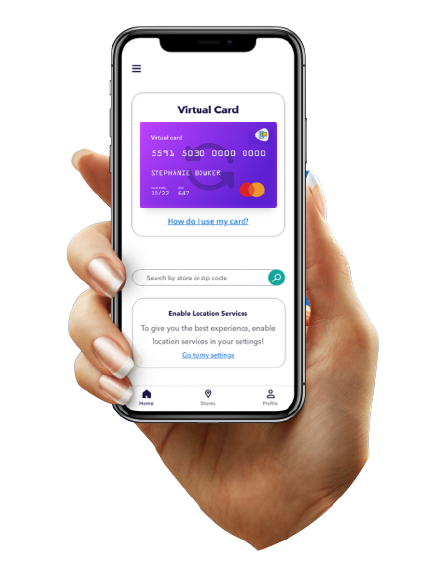 Virtual Card
Virtual card
5591 5030 0000 0000
STEPHANIE BOWKER
10/22 647
How do I use my card?
Search by store or zip code
Enable Location Services
To give you the best experience, enable
location services in your settings!
Go to my settings
Home Stores Profile